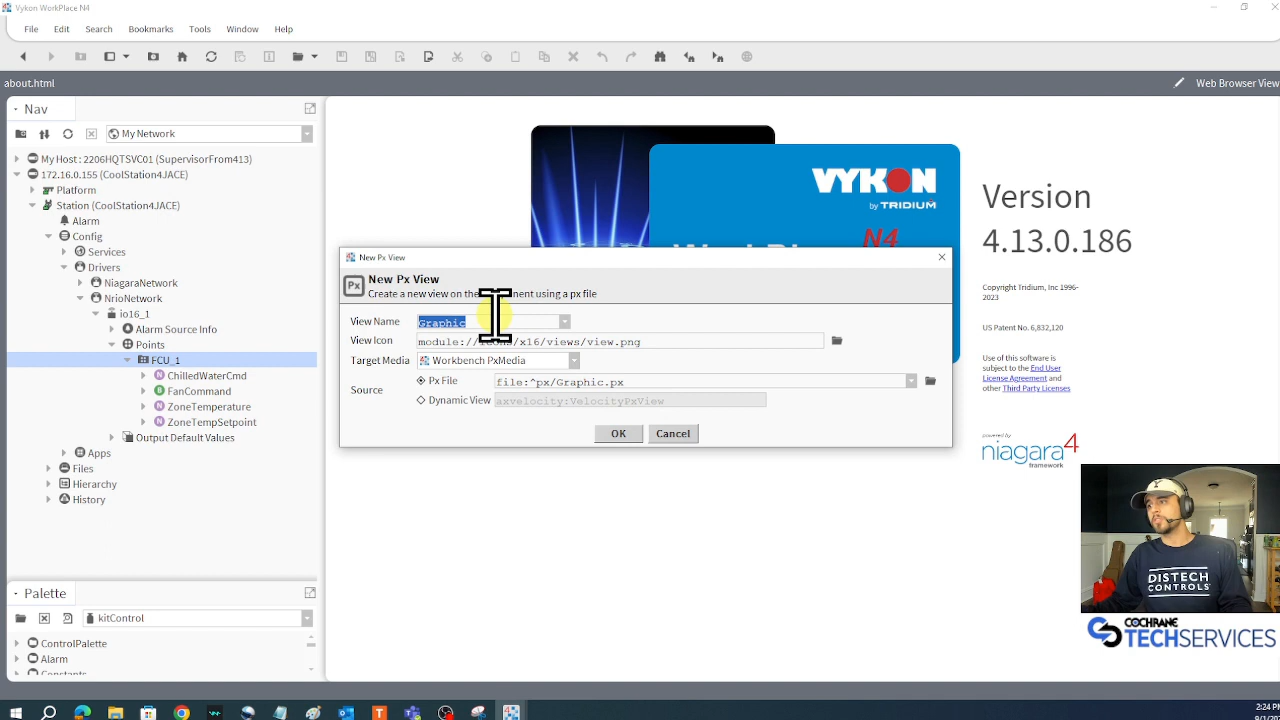 Vykon WorkPlace N4
File Edit Search Bookmarks Tools Window Help
about.html
Web Browser View
Nav
My Network
My Host : 2206HQTSVC01 (SupervisorFrom413)
172.16.0.155 (CoolStation4JACE)
Platform
Station (CoolStation4JACE)
Alarm
Config
Services
Drivers
NiagaraNetwork
NrioNetwork
io16_1
Alarm Source Info
Points
FCU_1
ChilledWaterCmd
FanCommand
ZoneTemperature
ZoneTempSetpoint
Output Default Values
Apps
Files
Hierarchy
History
Palette
kitControl
ControlPalette
Alarm
VYKON
by TRIDIUM
N4
Version
4.13.0.186
Copyright Tridium, Inc 1996-
2023
US Patent No. 6,832,120
Use of this software is
subject to the End User
License Agreement and
other Third Party Licenses
powered by
niagara4
framework
New Px View
Px
New Px View
Create a new view on the component using a px file
View Name
Graphic
View Icon
module://icons/x16/views/view.png
Target Media
Workbench PxMedia
Source
Px File
file:^px/Graphic.px
Dynamic View
axvelocity:VelocityPxView
OK
Cancel
DISTECH
CONTROLS
COCHRANE
TECHSERVICES
2:24 PM